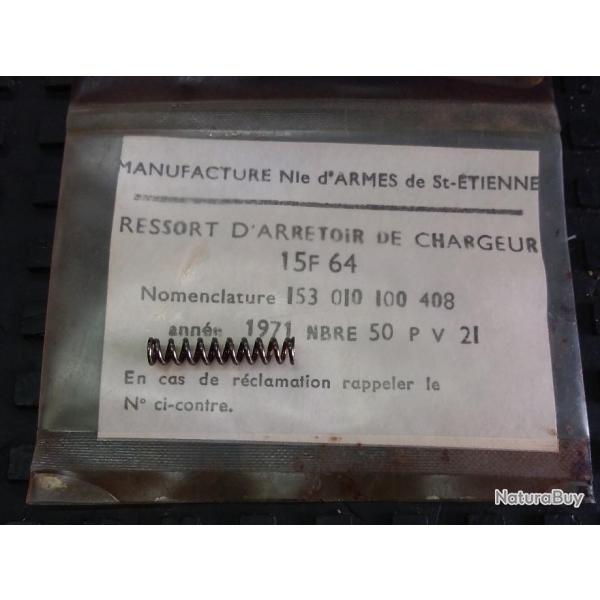 MANUFACTURE Nle d'ARMES de St-ÉTIENNE
RESSORT D'ARRETOIR DE CHARGEUR
15F 64
Nomenclature 153 010 100 408
année 1971 NBRE 50 P V 21
En cas de réclamation rappeler le
N° ci-contre.
NaturaBuy